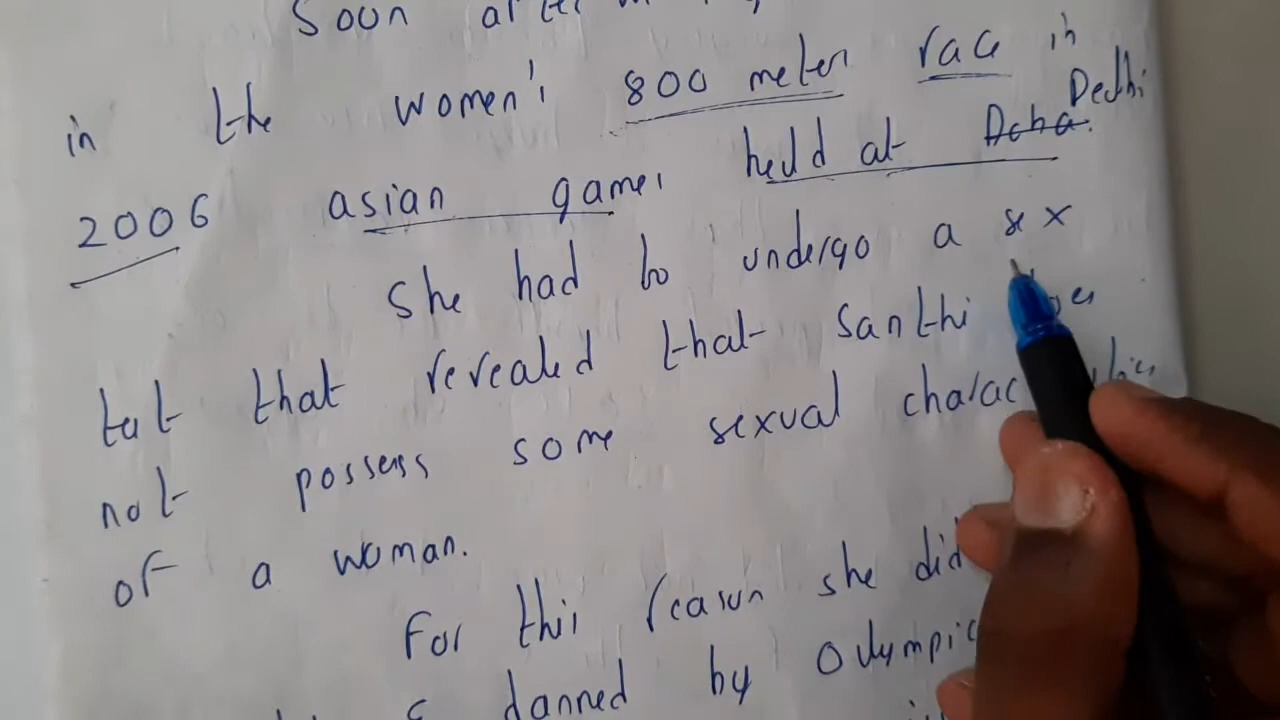 Soon after
in the women's 800 meter race in
2006 asian games held at Doha. Dedhi
She had to undergo a sex
test that revealed that Santhi
not possess some sexual charac
of a woman.
For this reason she did
banned by Olympic